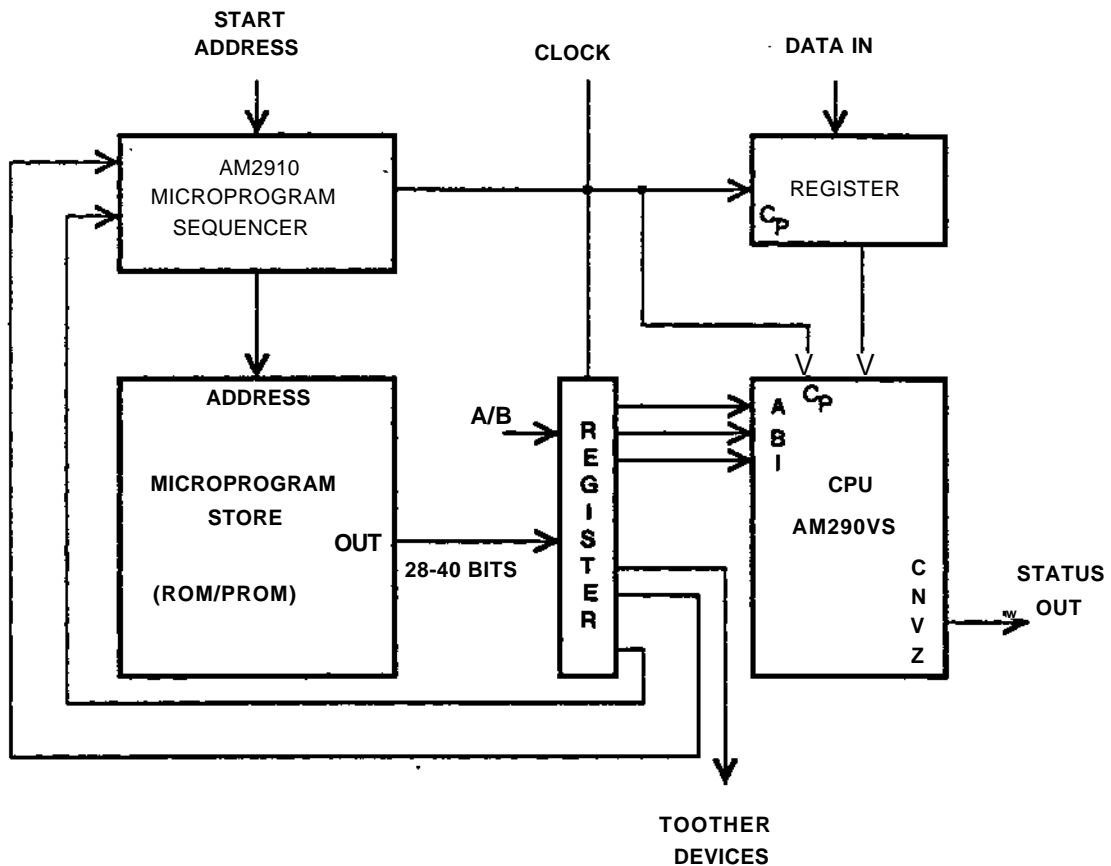 START
ADDRESS
CLOCK
DATA IN
AM2910
MICROPROGRAM
SEQUENCER
REGISTER
CP
ADDRESS
MICROPROGRAM
STORE
OUT
(ROM/PROM)
28-40 BITS
A/B
REGISTER
CP
A
B
I
CPU
AM290VS
C
N
V
Z
STATUS
OUT
TOOTHER
DEVICES